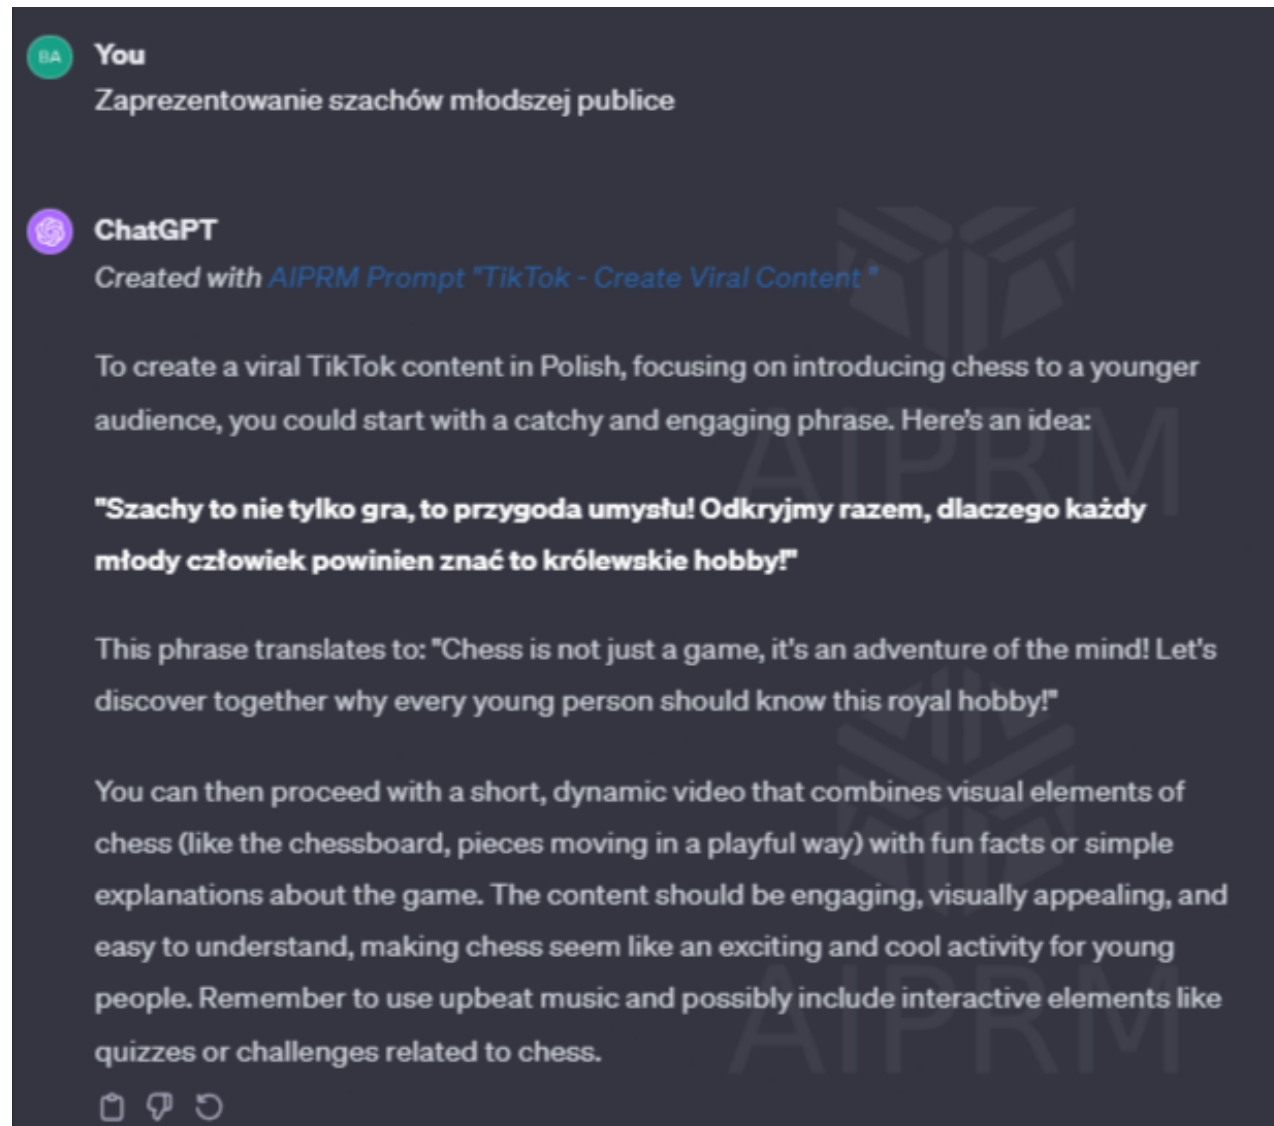 BA
You
Zaprezentowanie szachów młodszej publice
ChatGPT
Created with AIPRM Prompt "TikTok - Create Viral Content "
To create a viral TikTok content in Polish, focusing on introducing chess to a younger
audience, you could start with a catchy and engaging phrase. Here's an idea:
AIPRM
"Szachy to nie tylko gra, to przygoda umysłu! Odkryjmy razem, dlaczego każdy
młody człowiek powinien znać to królewskie hobby!"
This phrase translates to: "Chess is not just a game, it's an adventure of the mind! Let's
discover together why every young person should know this royal hobby!"
You can then proceed with a short, dynamic video that combines visual elements of
chess (like the chessboard, pieces moving in a playful way) with fun facts or simple
explanations about the game. The content should be engaging, visually appealing, and
easy to understand, making chess seem like an exciting and cool activity for young
people. Remember to use upbeat music and possibly include interactive elements like
AIPRM
quizzes or challenges related to chess.